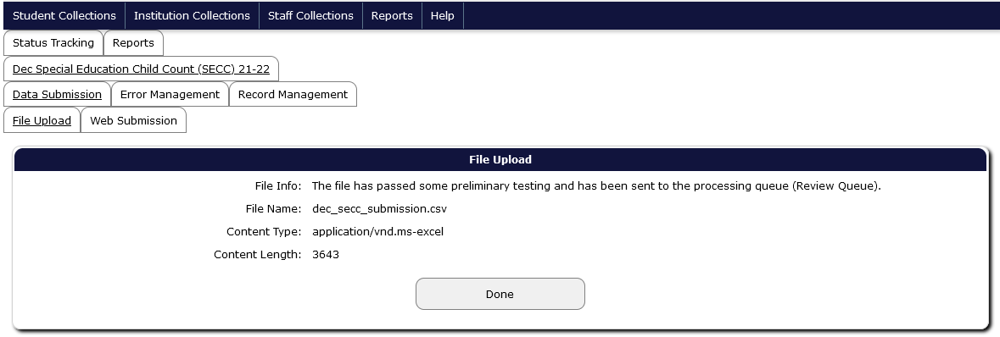 Student Collections Institution Collections Staff Collections Reports Help
Status Tracking Reports
Dec Special Education Child Count (SECC) 21-22
Data Submission Error Management Record Management
File Upload Web Submission
File Upload
File Info: The file has passed some preliminary testing and has been sent to the processing queue (Review Queue).
File Name: dec_secc_submission.csv
Content Type: application/vnd.ms-excel
Content Length: 3643
Done